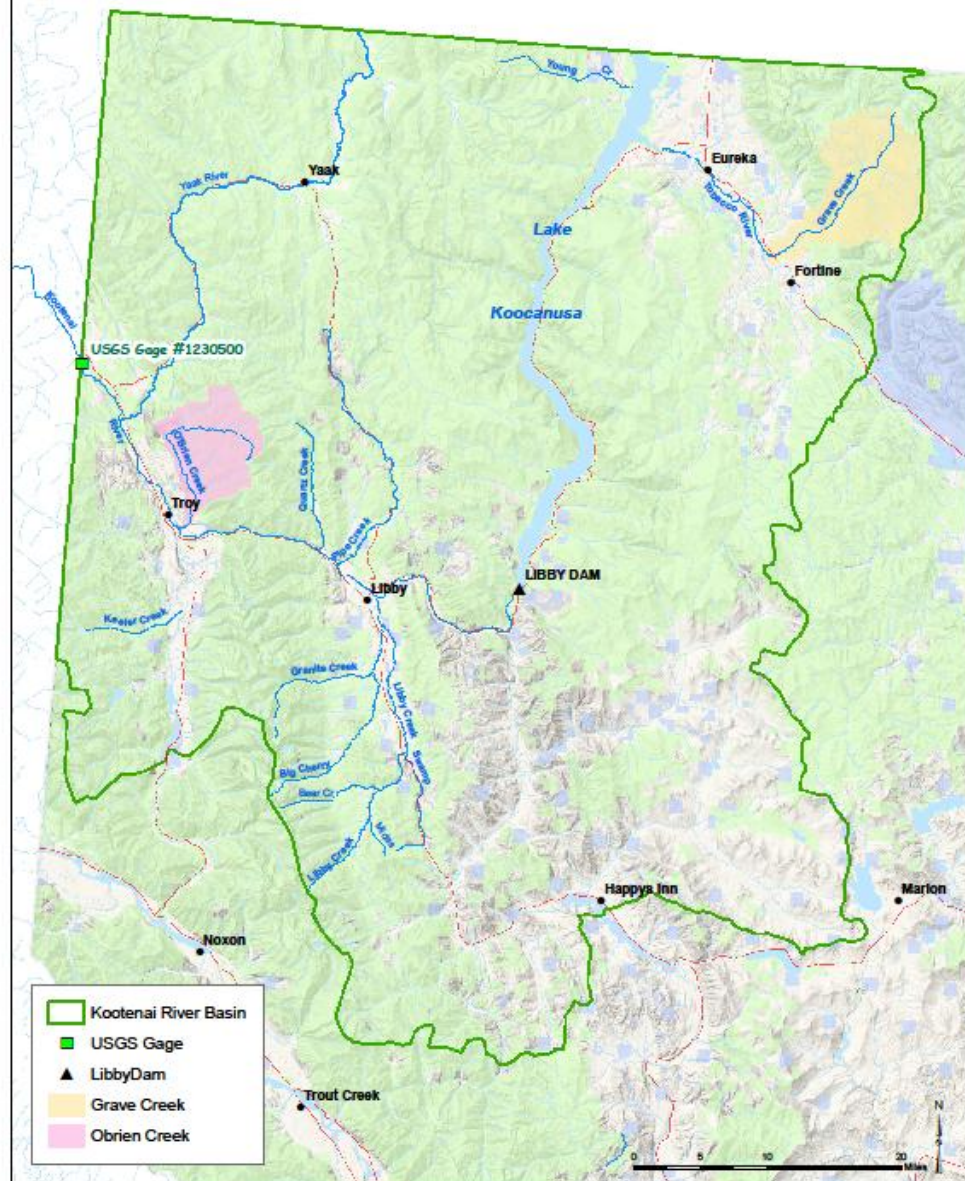 Young Cr
Yaak
Yaak River
Eureka
Tobacco River
Grave Creek
Lake
Koocanusa
Fortine
Kootenai
River
USGS Gage #1230500
O'Brien Creek
Quartz Creek
Troy
Pipe Creek
Libby
LIBBY DAM
Keeler Creek
Granite Creek
Libby Creek
Swamp
Big Cherry
Bear Cr
Midas
Libby Creek
Happys Inn
Marion
Noxon
Trout Creek
Kootenai River Basin
USGS Gage
LibbyDam
Grave Creek
Obrien Creek
N
0 5 10 20
Miles